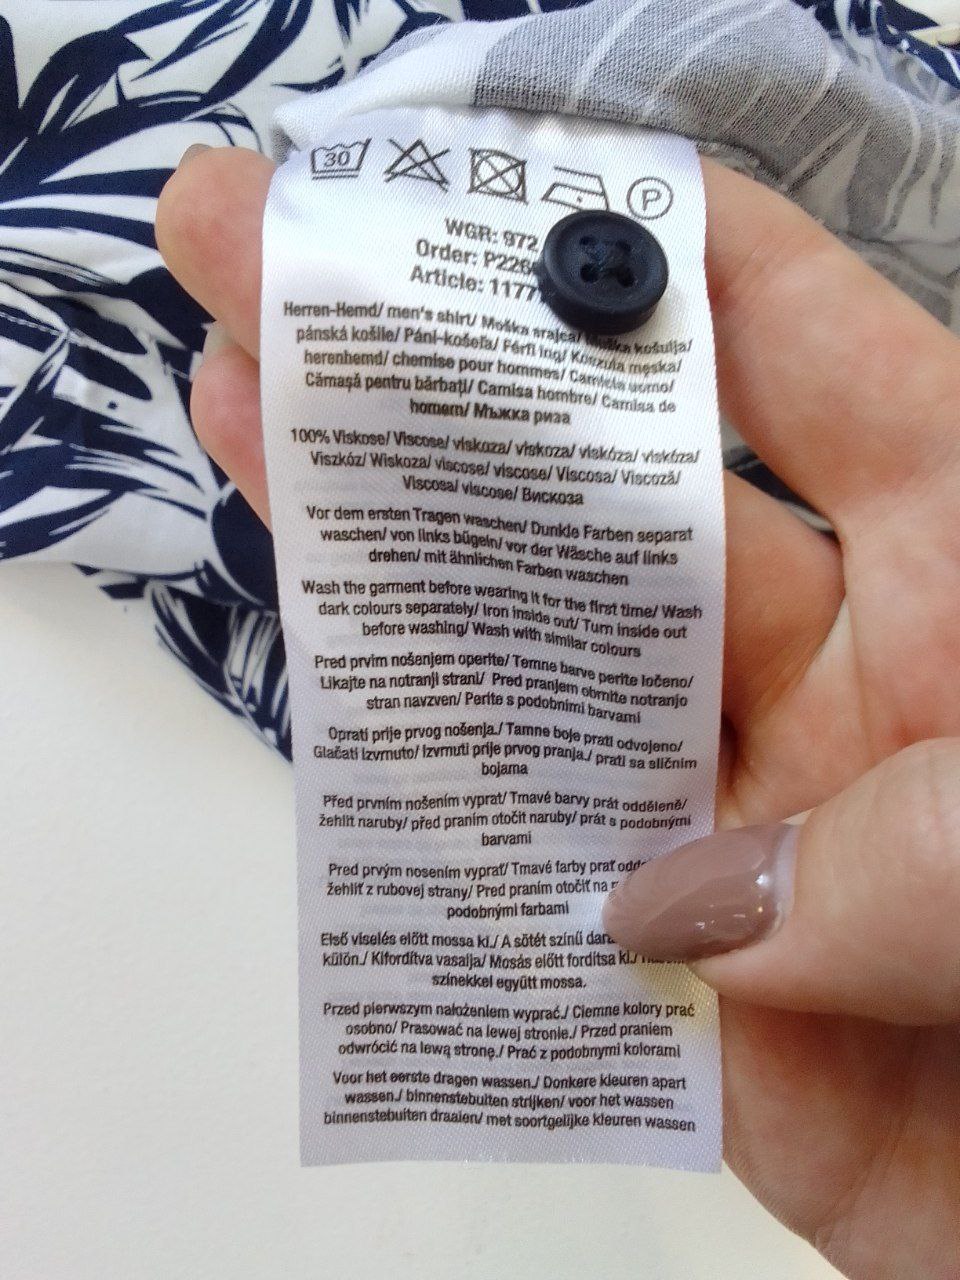 30
P
WGR: 972
Order: P226
Article: 1177
Herren-Hemd/ men's shirt/ Moška srajca/ Muška košulja/
pánská košile/ Páni-košeľa/ Férfi ing/ Koszula męska/
herenhemd/ chemise pour hommes/ Camicia uomo/
Cămașă pentru bărbați/ Camisa hombre/ Camisa de
homem/ Мъжка риза
100% Viskose/ Viscose/ viskoza/ viskoza/ viskóza/ viskóza/
Viszkóz/ Wiskoza/ viscose/ viscose/ Viscosa/ Viscoză/
Viscosa/ viscose/ Вискоза
Vor dem ersten Tragen waschen/ Dunkle Farben separat
waschen/ von links bügeln/ vor der Wäsche auf links
drehen/ mit ähnlichen Farben waschen
Wash the garment before wearing it for the first time/ Wash
dark colours separately/ Iron inside out/ Turn inside out
before washing/ Wash with similar colours
Pred prvim nošenjem operite/ Temne barve perite ločeno/
Likajte na notranji strani/ Pred pranjem obrnite notranjo
stran navzven/ Perite s podobnimi barvami
Oprati prije prvog nošenja./ Tamne boje prati odvojeno/
Glačati izvrnuto/ Izvrnuti prije prvog pranja./ prati sa sličnim
bojama
Před prvním nošením vyprat/ Tmavé barvy prát odděleně/
žehlit naruby/ před praním otočit naruby/ prát s podobnými
barvami
Pred prvým nosením vyprať/ Tmavé farby prať
žehliť z rubovej strany/ Pred praním otočiť na
podobnými farbami
Első viselés előtt mossa ki./ A sötét színű
külön./ Kifordítva vasalja/ Mosás előtt fordítsa ki./
színekkel együtt mossa.
Przed pierwszym nałożeniem wyprać./ Ciemne kolory prać
osobno/ Prasować na lewej stronie./ Przed praniem
odwrócić na lewą stronę./ Prać z podobnymi kolorami
Voor het eerste dragen wassen./ Donkere kleuren apart
wassen./ binnenstebuiten strijken/ voor het wassen
binnenstebuiten draaien/ met soortgelijke kleuren wassen